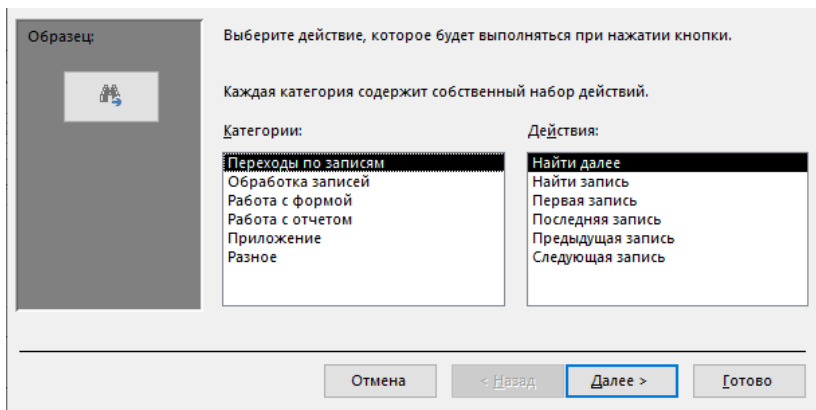 Образец:
Выберите действие, которое будет выполняться при нажатии кнопки.
Каждая категория содержит собственный набор действий.
Категории:
Действия:
Переходы по записям
Обработка записей
Работа с формой
Работа с отчетом
Приложение
Разное
Найти далее
Найти запись
Первая запись
Последняя запись
Предыдущая запись
Следующая запись
Отмена
< Назад
Далее >
Готово